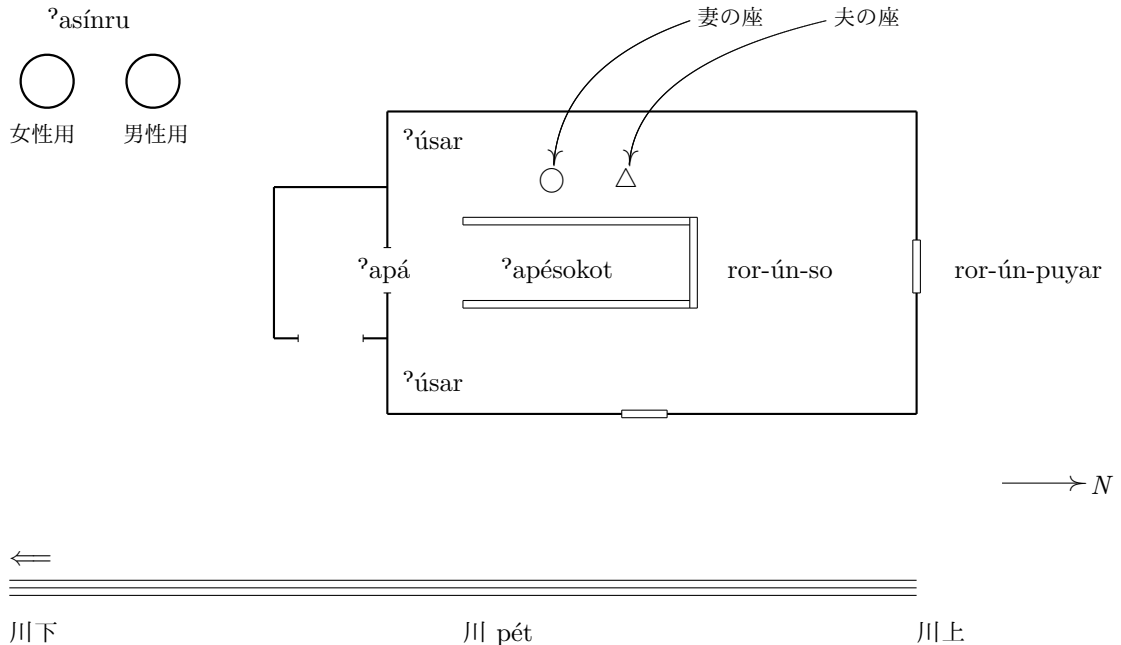 ˀasínru
妻の座
夫の座
女性用
男性用
ˀúsar
ˀapá
ˀapésokot
ror-ún-so
ror-ún-puyar
ˀúsar
N
川下
川 pét
川上